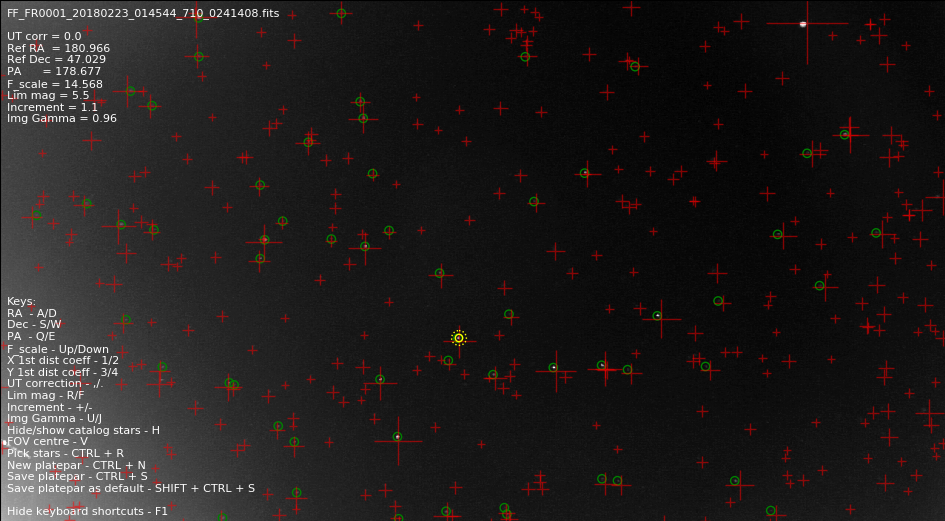 FF_FR0001_20180223_014544_710_0241408.fits
UT corr = 0.0
Ref RA = 180.966
Ref Dec = 47.029
PA = 178.677
F_scale = 14.568
Lim mag = 5.5
Increment = 1.1
Img Gamma = 0.96
Keys:
RA - A/D
Dec - S/W
PA - Q/E
F_scale - Up/Down
X 1st dist coeff - 1/2
Y 1st dist coeff - 3/4
UT correction - ,/.
Lim mag - R/F
Increment - +/-
Img Gamma - U/J
Hide/show catalog stars - H
FOV centre - V
Pick stars - CTRL + R
New platepar - CTRL + N
Save platepar - CTRL + S
Save platepar as default - SHIFT + CTRL + S
Hide keyboard shortcuts - F1